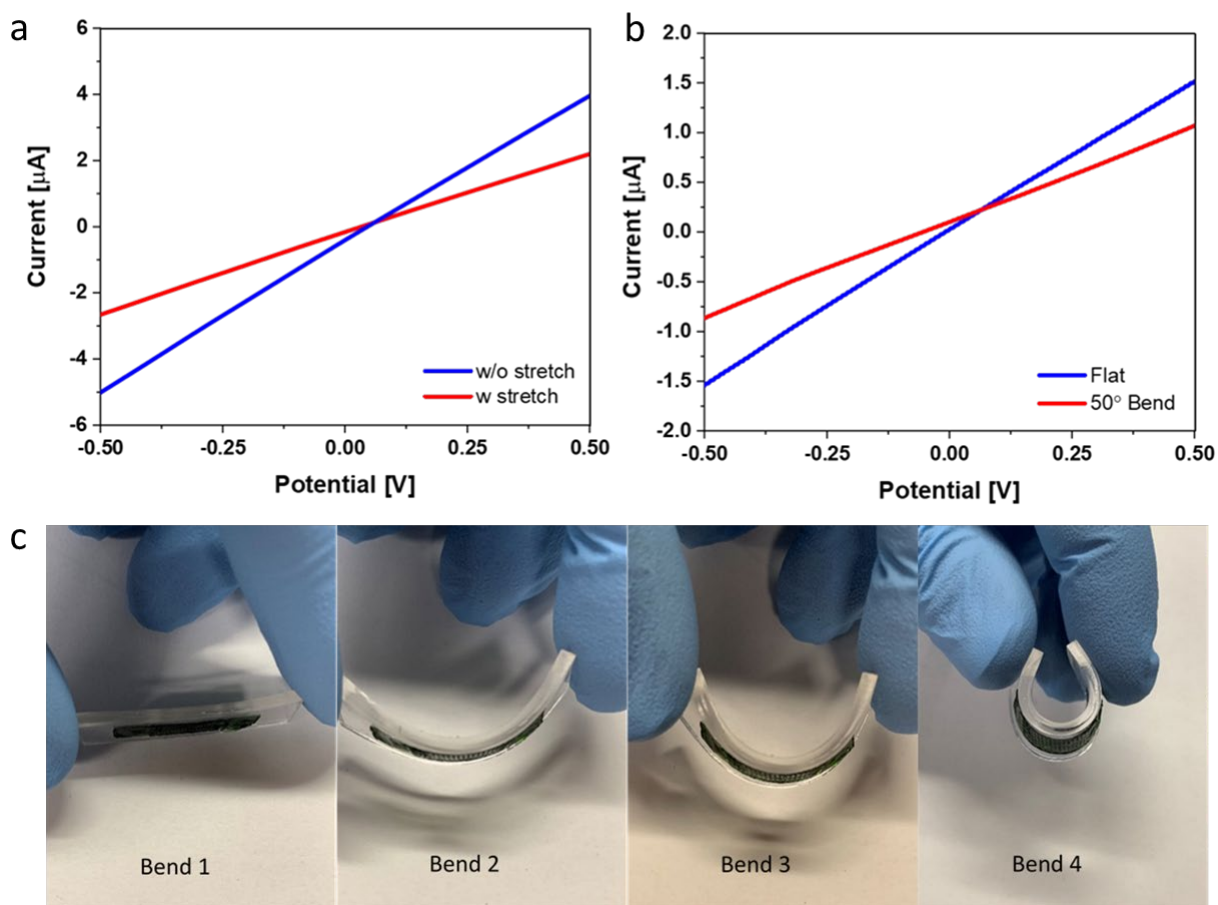 a
6
4
2
0
-2
-4
-6
Current [μA]
-0.50
-0.25
0.00
0.25
0.50
Potential [V]
w/o stretch
w stretch
b
2.0
1.5
1.0
0.5
0.0
-0.5
-1.0
-1.5
-2.0
Current [μA]
-0.50
-0.25
0.00
0.25
0.50
Potential [V]
Flat
50° Bend
c
Bend 1
Bend 2
Bend 3
Bend 4